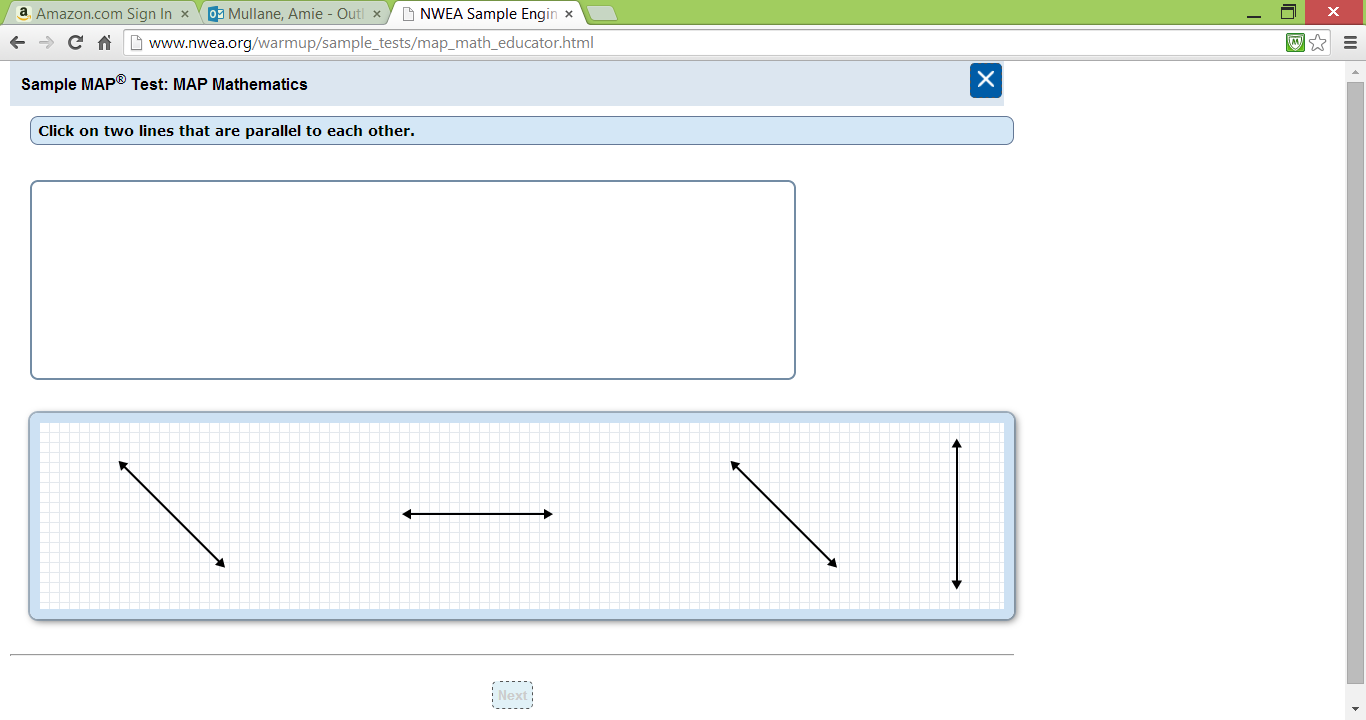 Amazon.com Sign In
Mullane, Amie - Outl
NWEA Sample Engin
www.nwea.org/warmup/sample_tests/map_math_educator.html
Sample MAP® Test: MAP Mathematics
Click on two lines that are parallel to each other.
Next